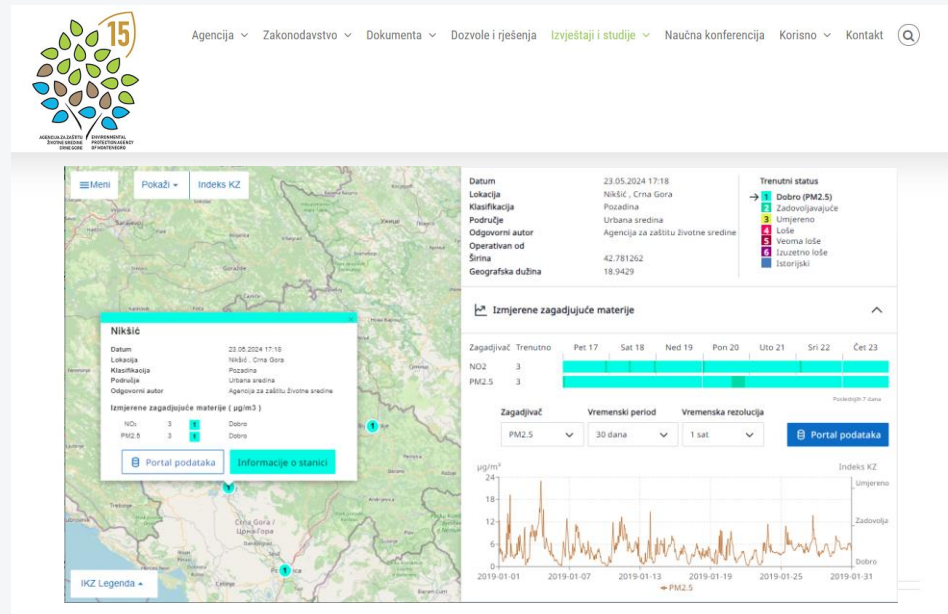 15
AGENCIJA ZA ZAŠTITU ŽIVOTNE SREDINE CRNE GORE
ENVIRONMENTAL PROTECTION AGENCY OF MONTENEGRO
Agencija Zakonodavstvo Dokumenta Dozvole i rješenja Izvještaji i studije Naučna konferencija Korisno Kontakt
Meni Pokaži Indeks KZ
Nikšić
Datum 23.05.2024 17:18
Lokacija Nikšić , Crna Gora
Klasifikacija Pozadina
Područje Urbana sredina
Odgovorni autor Agencija za zaštitu životne sredine
Izmjerene zagadjujuće materije ( µg/m3 )
NO₂ 3 1 Dobro
PM2.5 3 1 Dobro
Portal podataka Informacije o stanici
1
1
1
Crna Gora /
Црна Гора
Goražde
Cetinje
IKZ Legenda
Datum 23.05.2024 17:18
Lokacija Nikšić , Crna Gora
Klasifikacija Pozadina
Područje Urbana sredina
Odgovorni autor Agencija za zaštitu životne sredine
Operativan od
Širina 42.781262
Geografska dužina 18.9429
Trenutni status
1 Dobro (PM2.5)
2 Zadovoljavajuće
3 Umjereno
4 Loše
5 Veoma loše
6 Izuzetno loše
Istorijski
Izmjerene zagadjujuće materije
Zagadjivač Trenutno Pet 17 Sat 18 Ned 19 Pon 20 Uto 21 Sri 22 Čet 23
NO2 3
PM2.5 3
Poslednjih 7 dana
Zagadjivač Vremenski period Vremenska rezolucija
PM2.5 30 dana 1 sat Portal podataka
µg/m³ Indeks KZ
24 Umjereno
18
12 Zadovolja
6
0 Dobro
2019-01-01 2019-01-07 2019-01-13 2019-01-19 2019-01-25 2019-01-31
PM2.5